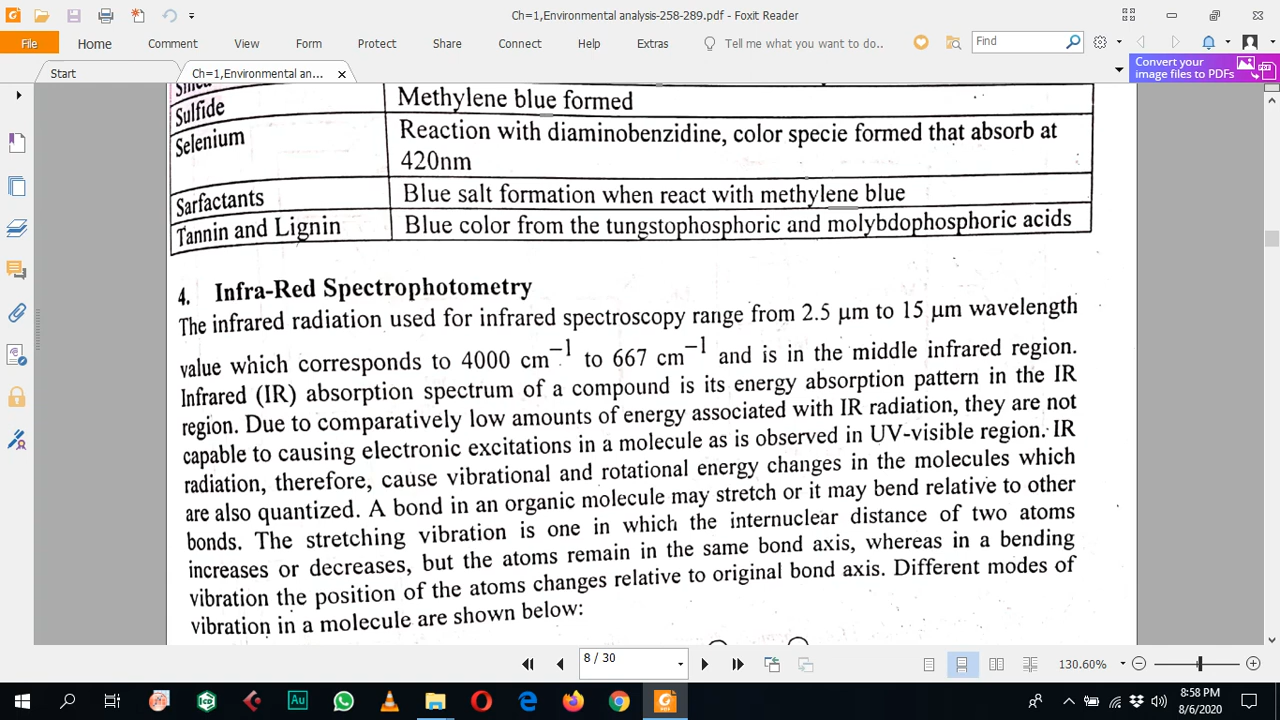 Ch=1,Environmental analysis-258-289.pdf - Foxit Reader
File Home Comment View Form Protect Share Connect Help Extras Tell me what you want to do.. Find
Start Ch=1,Environmental an... Convert your
image files to PDFs
Sulfide Methylene blue formed
Selenium Reaction with diaminobenzidine, color specie formed that absorb at
420nm
Sarfactants Blue salt formation when react with methylene blue
Tannin and Lignin Blue color from the tungstophosphoric and molybdophosphoric acids
4. Infra-Red Spectrophotometry
The infrared radiation used for infrared spectroscopy range from 2.5 μm to 15 μm wavelength
value which corresponds to 4000 cm⁻¹ to 667 cm⁻¹ and is in the middle infrared region.
Infrared (IR) absorption spectrum of a compound is its energy absorption pattern in the IR
region. Due to comparatively low amounts of energy associated with IR radiation, they are not
capable to causing electronic excitations in a molecule as is observed in UV-visible region. IR
radiation, therefore, cause vibrational and rotational energy changes in the molecules which
are also quantized. A bond in an organic molecule may stretch or it may bend relative to other
bonds. The stretching vibration is one in which the internuclear distance of two atoms
increases or decreases, but the atoms remain in the same bond axis, whereas in a bending
vibration the position of the atoms changes relative to original bond axis. Different modes of
vibration in a molecule are shown below:
8 / 30 130.60%
Au
8:58 PM
8/6/2020